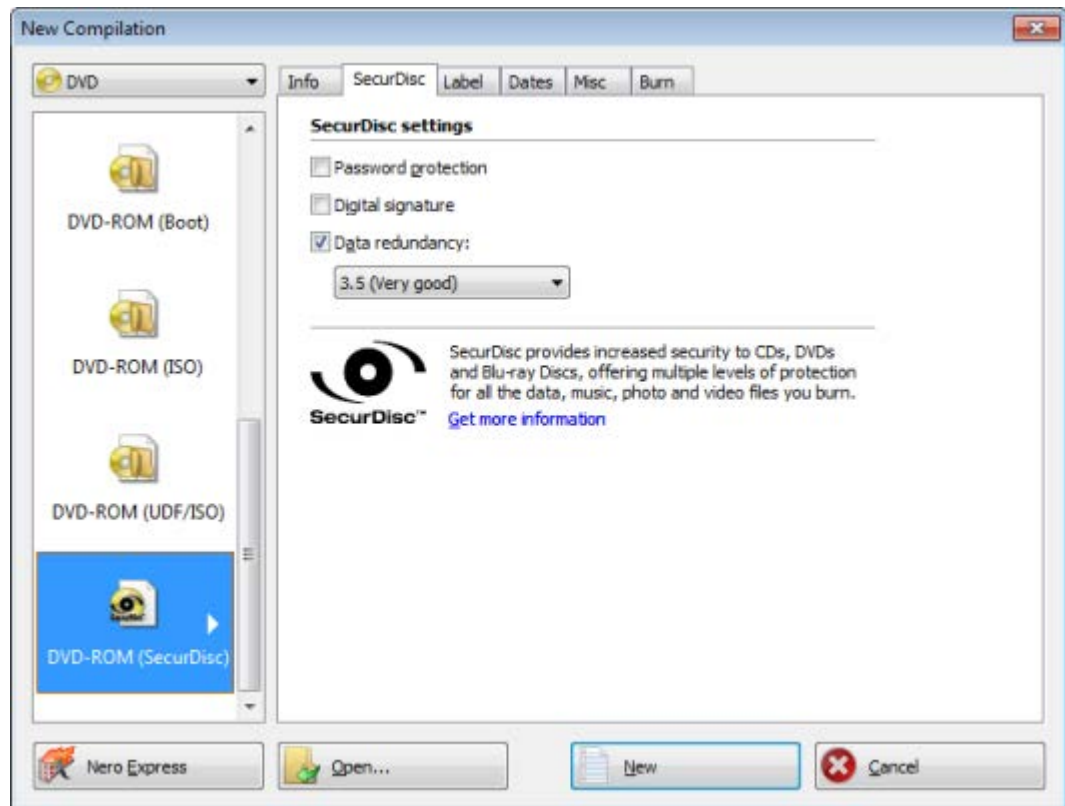 New Compilation
DVD
Info SecurDisc Label Dates Misc Burn
DVD-ROM (Boot)
DVD-ROM (ISO)
DVD-ROM (UDF/ISO)
DVD-ROM (SecurDisc)
SecurDisc settings
Password protection
Digital signature
Data redundancy:
3.5 (Very good)
SecurDisc™
SecurDisc provides increased security to CDs, DVDs
and Blu-ray Discs, offering multiple levels of protection
for all the data, music, photo and video files you burn.
Get more information
Nero Express Open... New Cancel